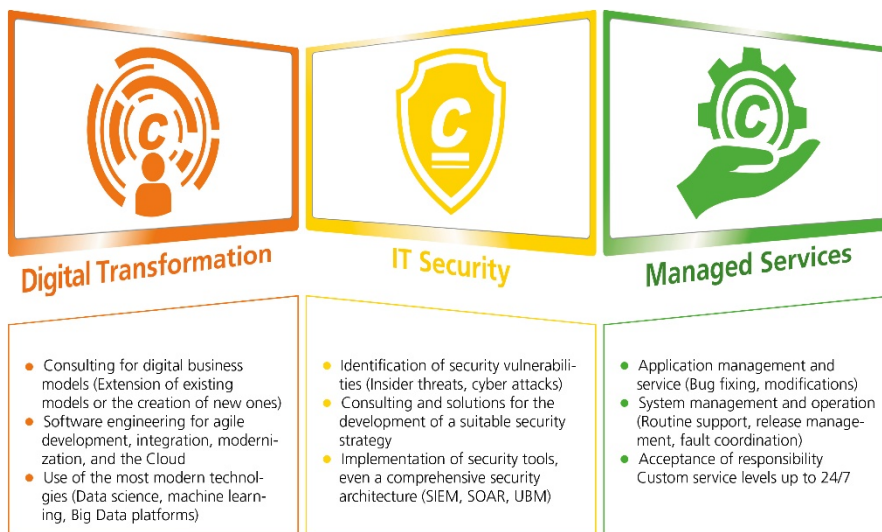 C
C
C
Digital Transformation
IT Security
Managed Services
Consulting for digital business
models (Extension of existing
models or the creation of new ones)
Software engineering for agile
development, integration, moderni-
zation, and the Cloud
Use of the most modern technol-
ogies (Data science, machine learn-
ing, Big Data platforms)
Identification of security vulnerabili-
ties (Insider threats, cyber attacks)
Consulting and solutions for the
development of a suitable security
strategy
Implementation of security tools,
even a comprehensive security
architecture (SIEM, SOAR, UBM)
Application management and
service (Bug fixing, modifications)
System management and operation
(Routine support, release manage-
ment, fault coordination)
Acceptance of responsibility
Custom service levels up to 24/7